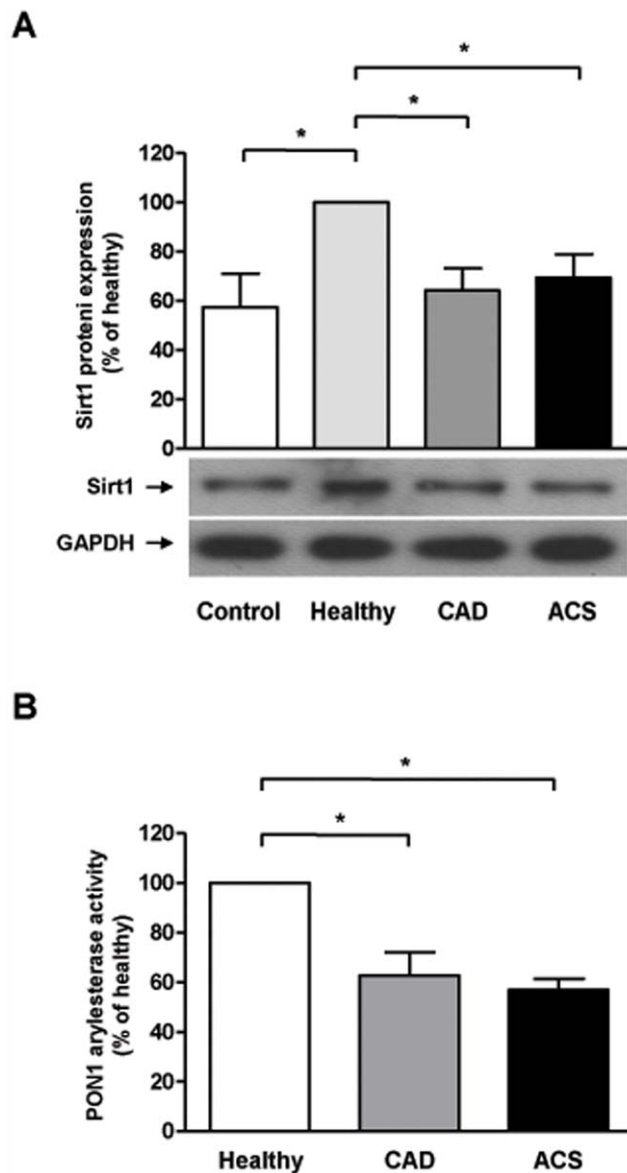 A
*
*
*
Sirt1 proteni expression
(% of healthy)
120
100
80
60
40
20
0
Sirt1
GAPDH
Control Healthy CAD ACS
B
*
*
PON1 arylesterase activity
(% of healthy)
120
100
80
60
40
20
0
Healthy CAD ACS